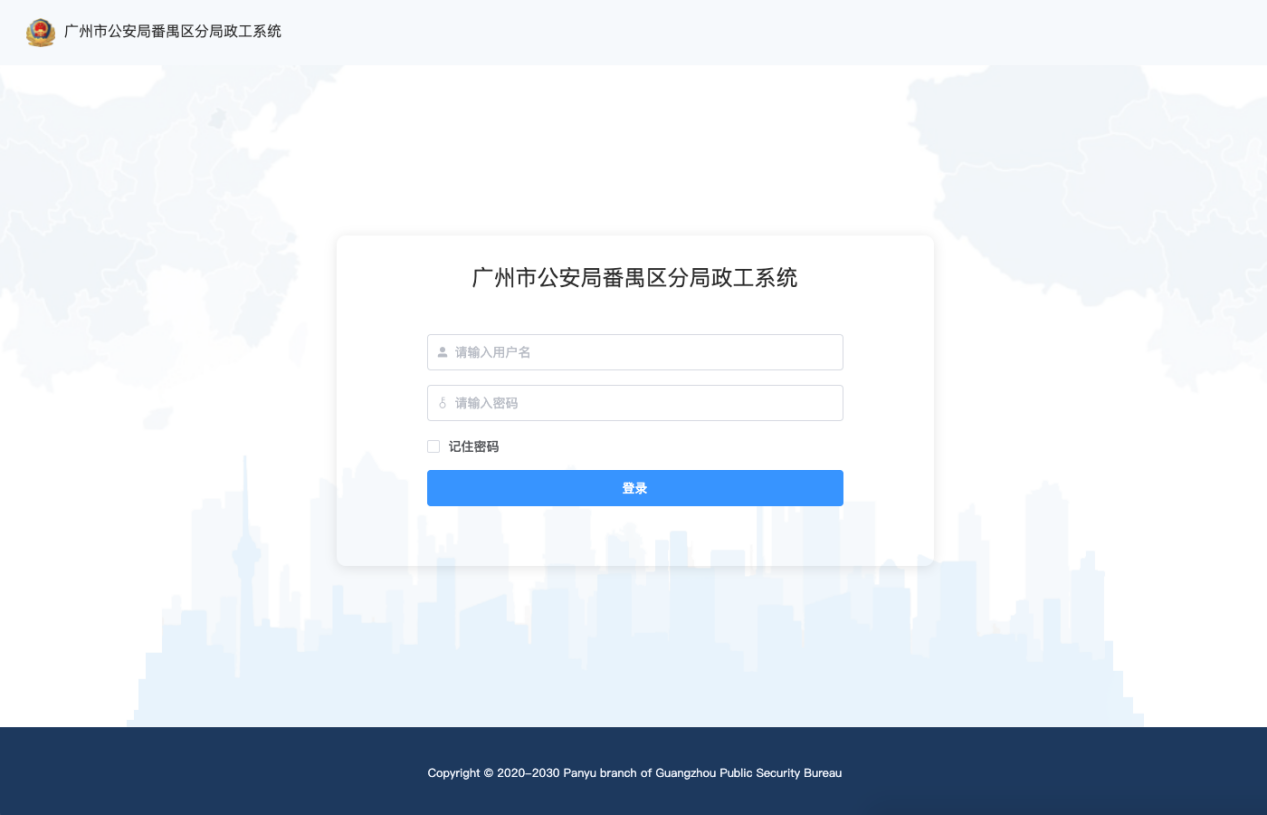 广州市公安局番禺区分局政工系统
广州市公安局番禺区分局政工系统
请输入用户名
请输入密码
记住密码
登录
Copyright © 2020-2030 Panyu branch of Guangzhou Public Security Bureau